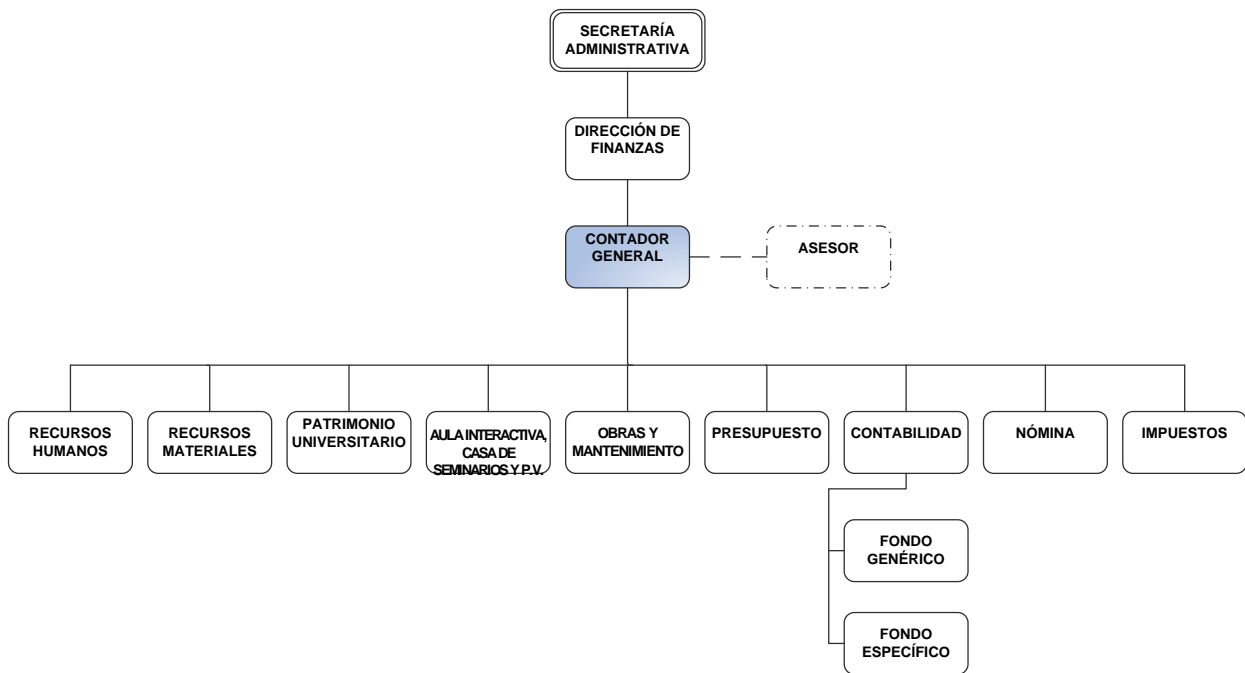 SECRETARÍA
ADMINISTRATIVA
DIRECCIÓN DE
FINANZAS
CONTADOR
GENERAL
ASESOR
RECURSOS
HUMANOS
RECURSOS
MATERIALES
PATRIMONIO
UNIVERSITARIO
AULA INTERACTIVA,
CASA DE
SEMINARIOS Y P.V.
OBRAS Y
MANTENIMIENTO
PRESUPUESTO
CONTABILIDAD
NÓMINA
IMPUESTOS
FONDO
GENÉRICO
FONDO
ESPECÍFICO